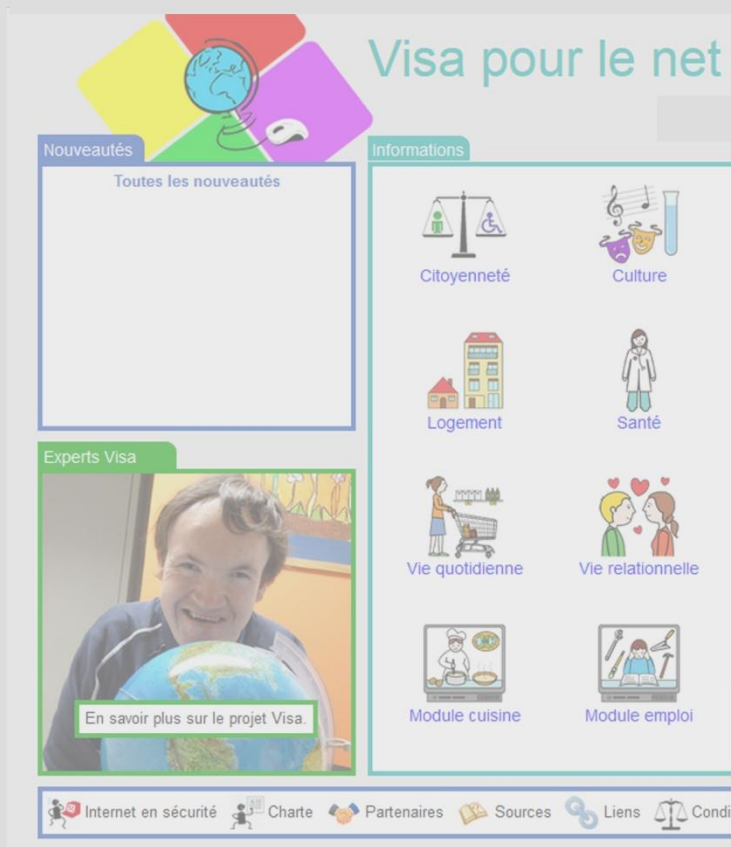 Visa pour le net
Nouveautés
Toutes les nouveautés
Informations
Citoyenneté
Culture
Logement
Santé
Experts Visa
Vie quotidienne
Vie relationnelle
En savoir plus sur le projet Visa.
Module cuisine
Module emploi
Internet en sécurité Charte Partenaires Sources Liens Condi